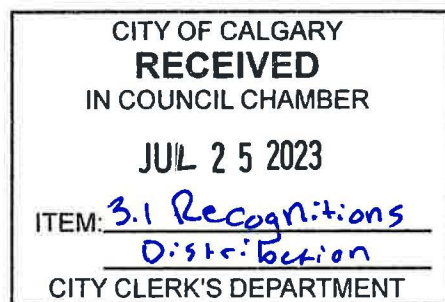 CITY OF CALGARY
RECEIVED
IN COUNCIL CHAMBER
JUL 25 2023
ITEM: 3.1 Recognitions
Distribution
CITY CLERK'S DEPARTMENT